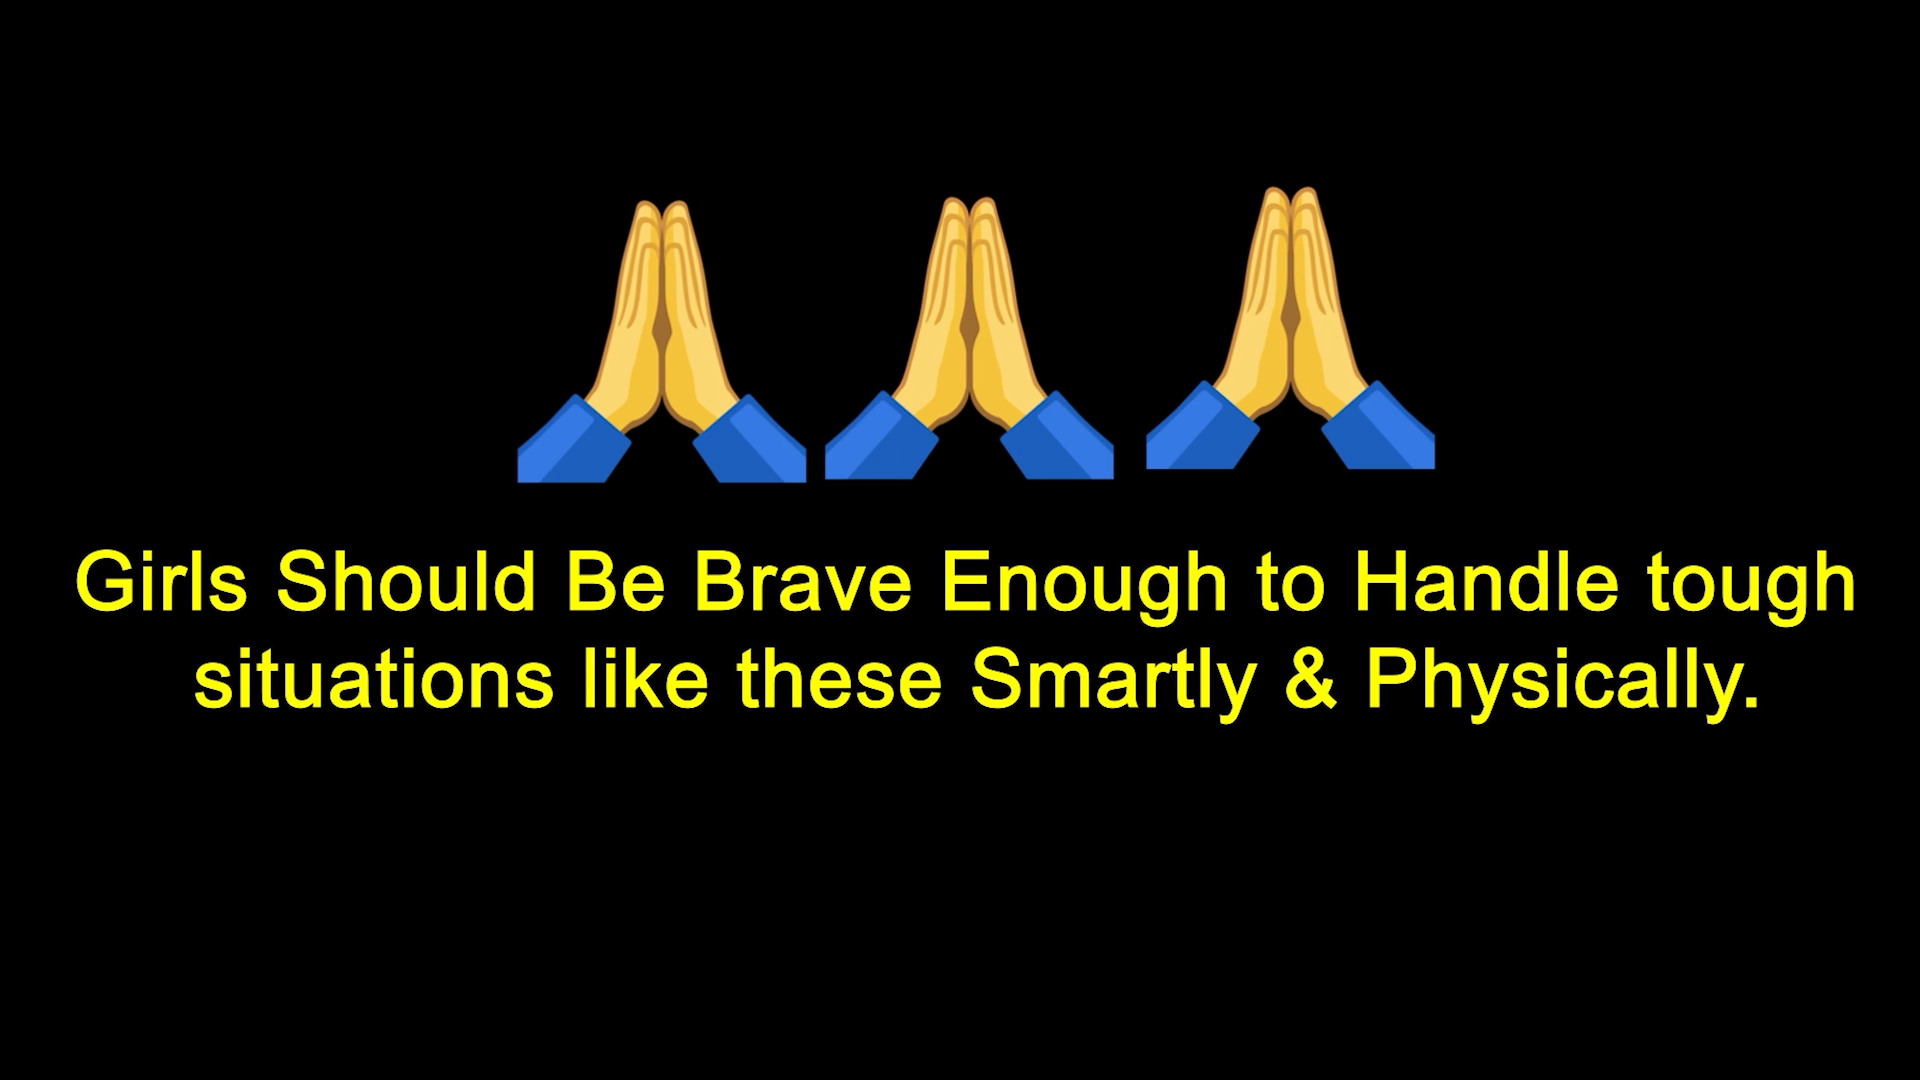 Girls Should Be Brave Enough to Handle tough
situations like these Smartly & Physically.